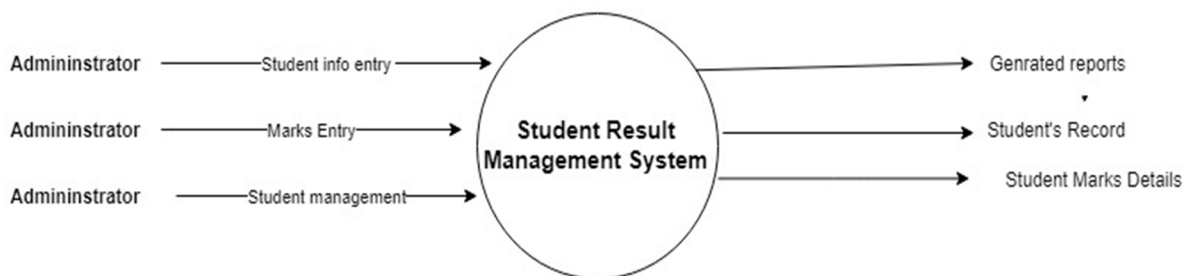 Admininstrator
Student info entry
Genrated reports
Admininstrator
Marks Entry
Student Result
Management System
Student's Record
Admininstrator
Student management
Student Marks Details